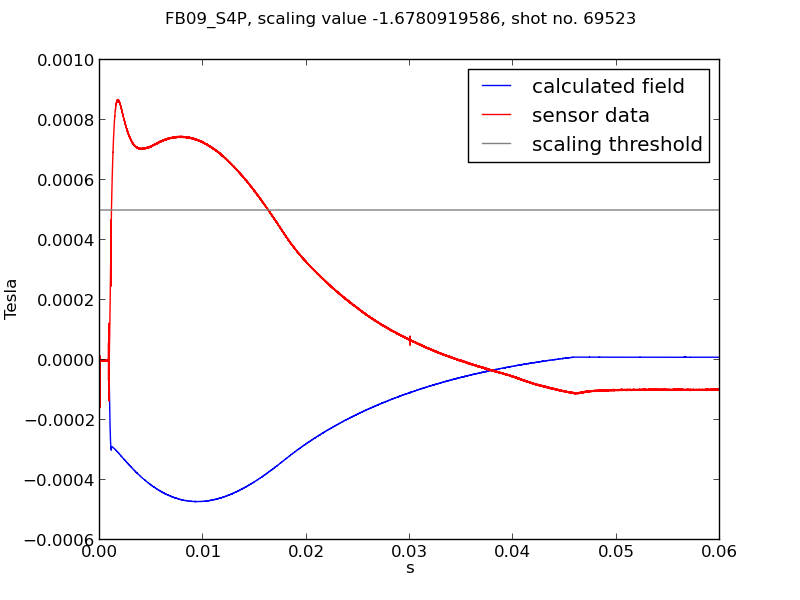 FB09_S4P, scaling value -1.6780919586, shot no. 69523
calculated field
sensor data
scaling threshold
0.0010
0.0008
0.0006
0.0004
0.0002
0.0000
−0.0002
−0.0004
−0.0006
Tesla
0.00 0.01 0.02 0.03 0.04 0.05 0.06
s